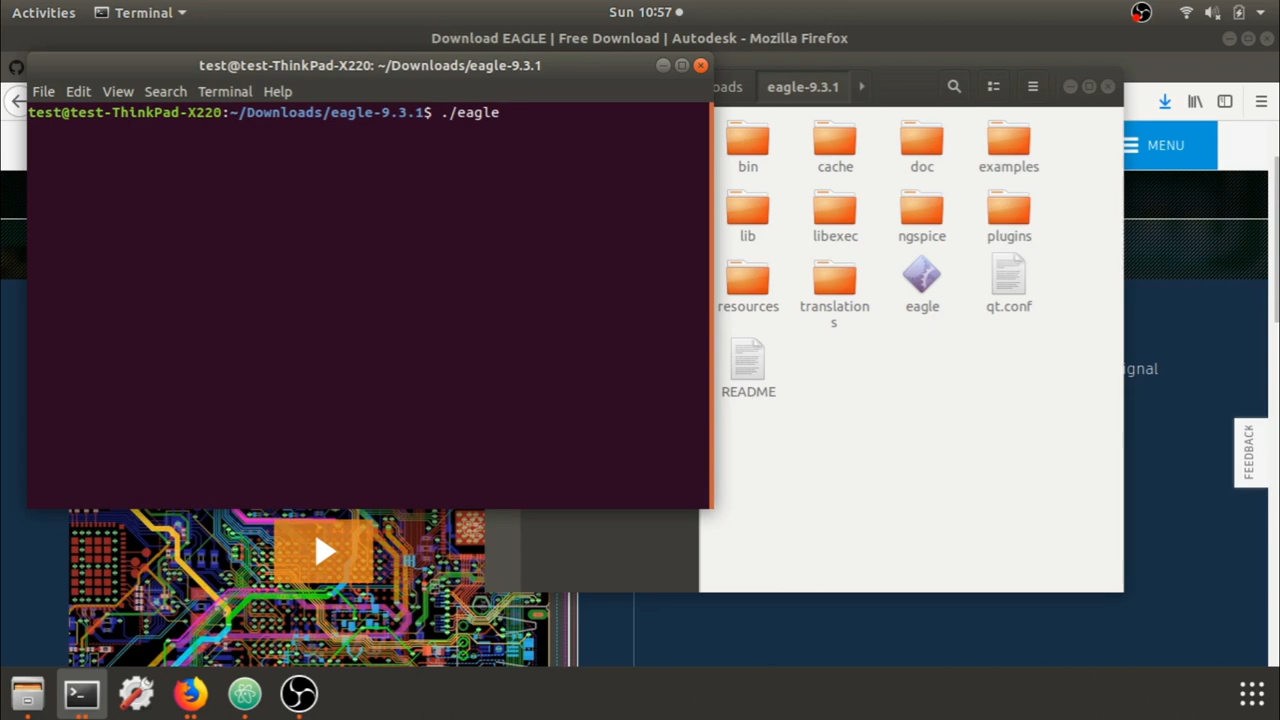 Activities
Terminal
Sun 10:57
Download EAGLE | Free Download | Autodesk - Mozilla Firefox
test@test-ThinkPad-X220: ~/Downloads/eagle-9.3.1
File Edit View Search Terminal Help
test@test-ThinkPad-X220:~/Downloads/eagle-9.3.1$ ./eagle
oads
eagle-9.3.1
bin
cache
doc
examples
lib
libexec
ngspice
plugins
resources
translation
s
eagle
qt.conf
README
MENU
ignal
FEEDBACK